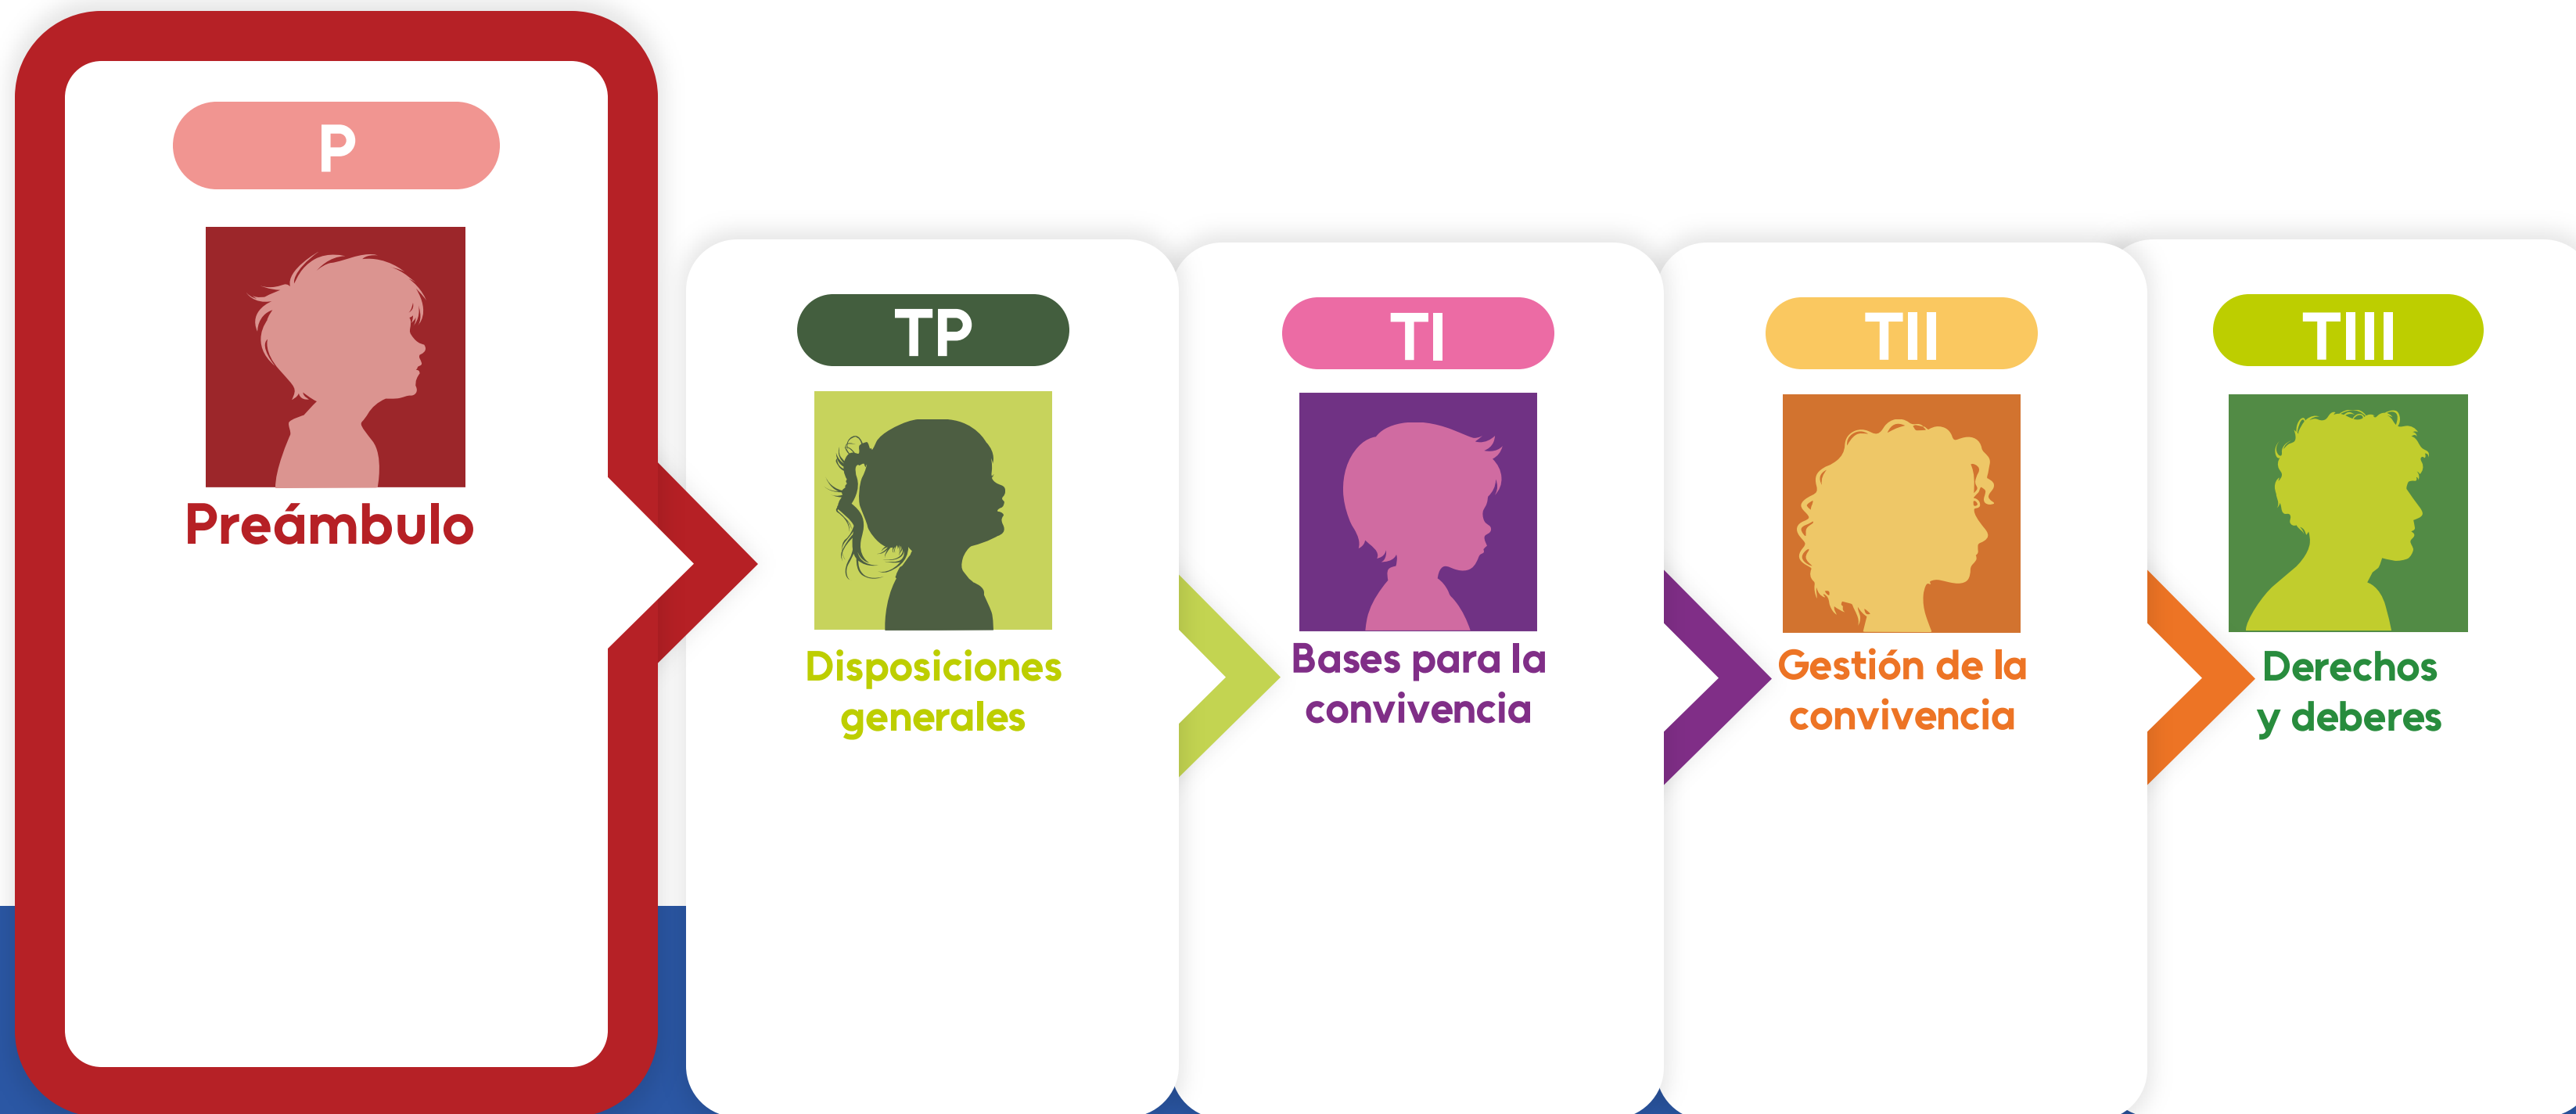 P
Preámbulo
TP
Disposiciones
generales
TI
Bases para la
convivencia
TII
Gestión de la
convivencia
TIII
Derechos
y deberes